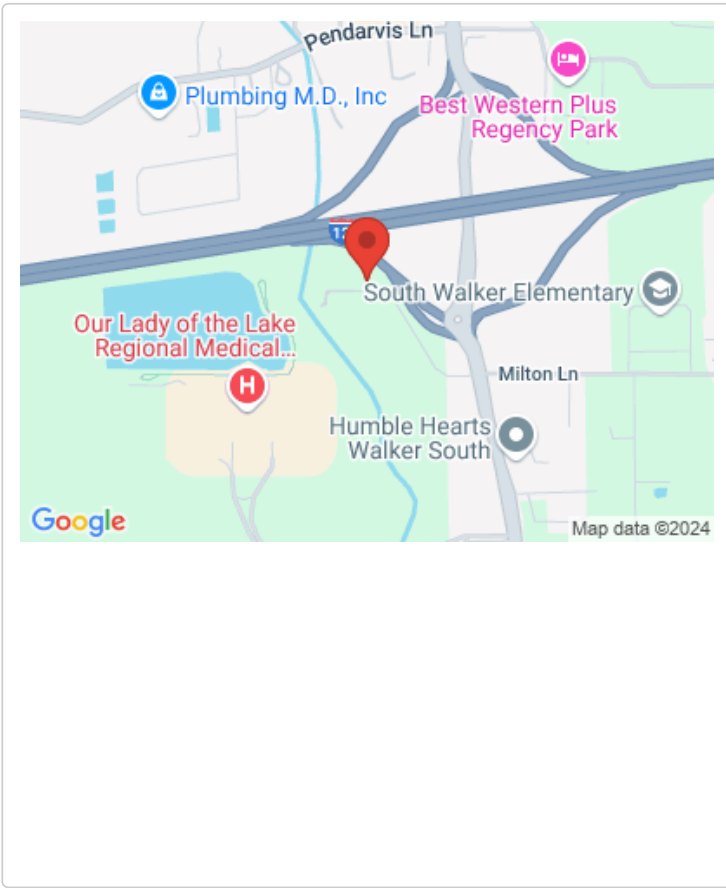 Pendarvis Ln
Plumbing M.D., Inc
Best Western Plus
Regency Park
South Walker Elementary
Our Lady of the Lake
Regional Medical...
Milton Ln
Humble Hearts
Walker South
H
Google
Map data ©2024